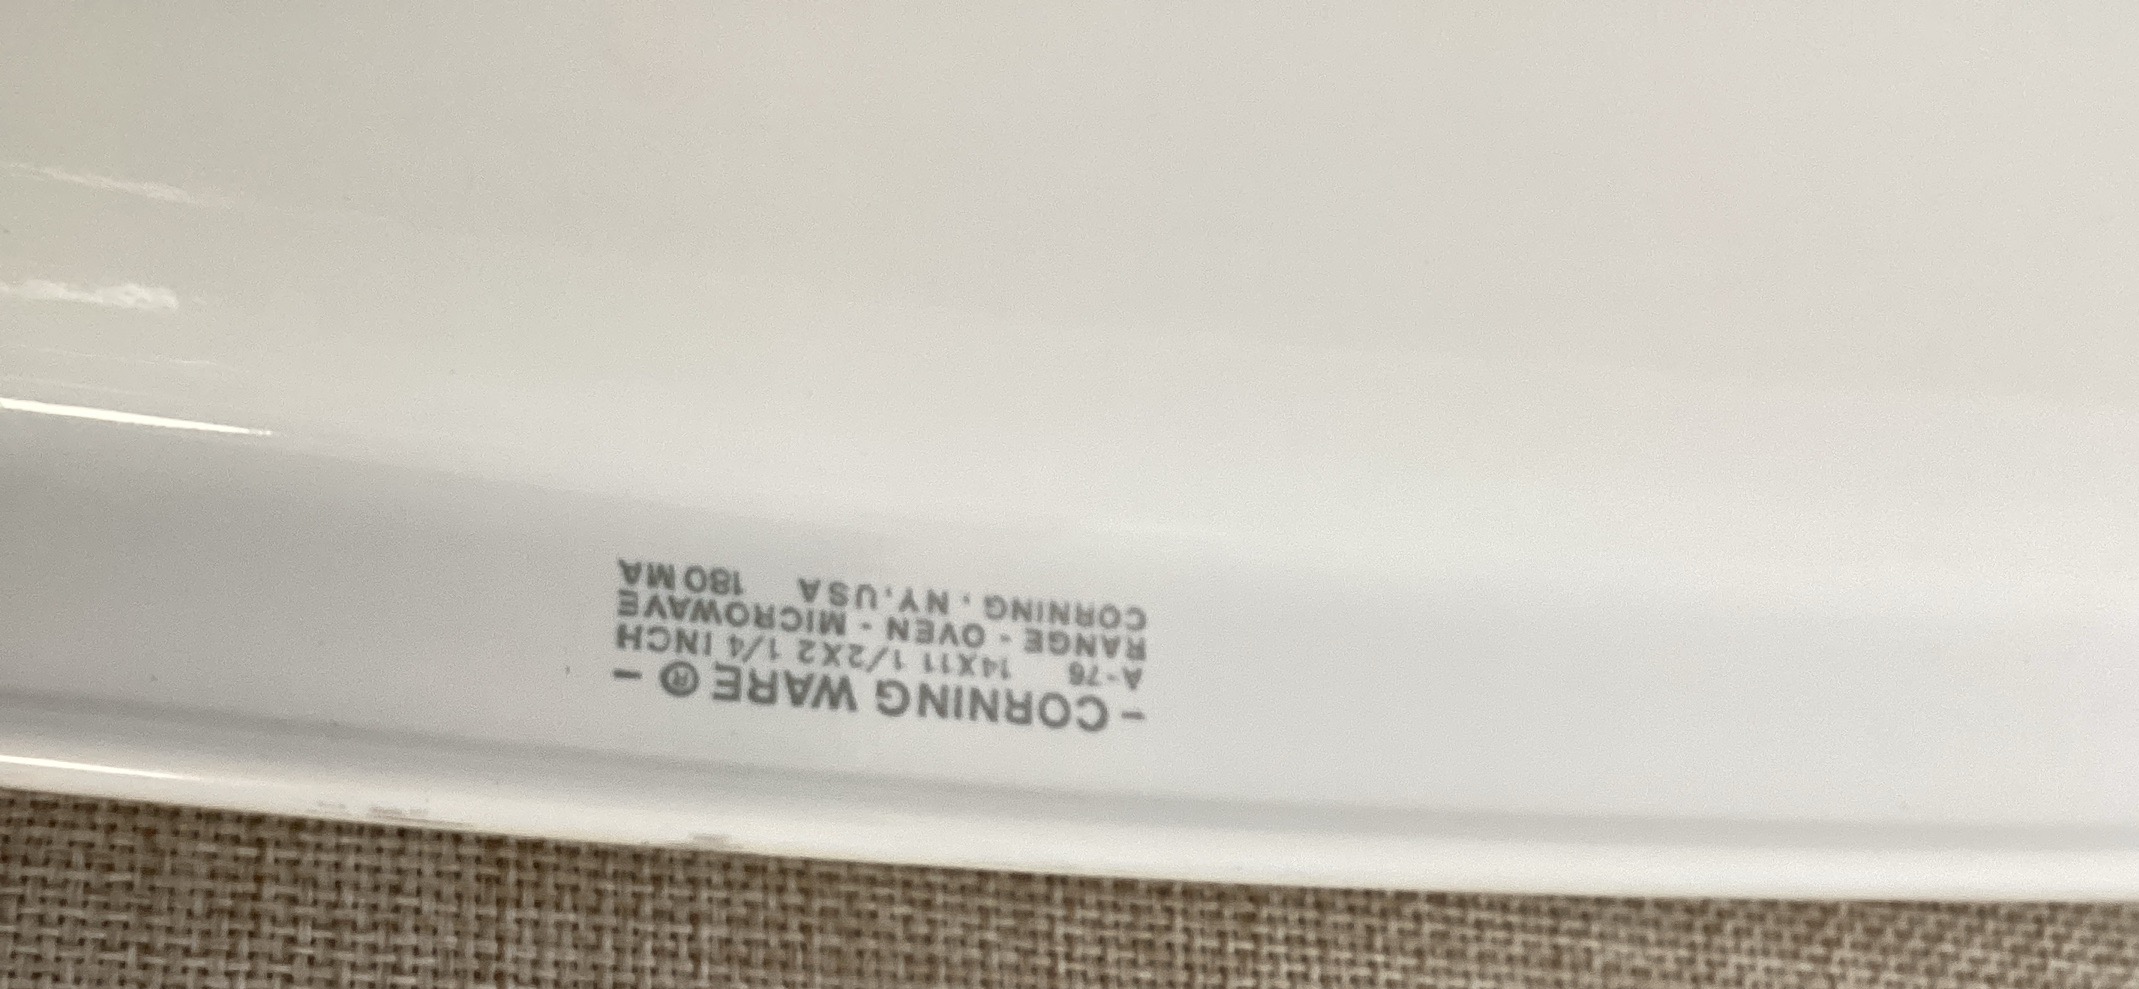 - CORNING WARE ® -
A-76 14X11 1/2X2 1/4 INCH
RANGE - OVEN - MICROWAVE
CORNING, NY. USA 180 MA